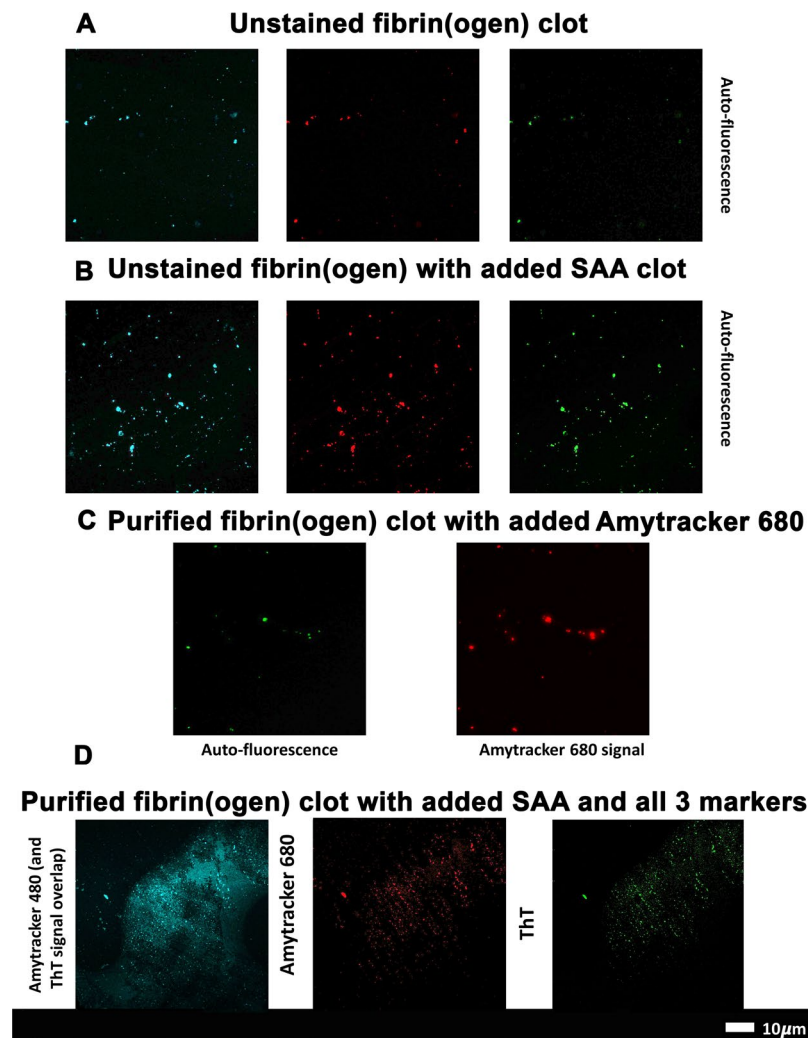 A Unstained fibrin(ogen) clot
Auto-fluorescence
B Unstained fibrin(ogen) with added SAA clot
Auto-fluorescence
C Purified fibrin(ogen) clot with added Amytracker 680
Auto-fluorescence
Amytracker 680 signal
D
Purified fibrin(ogen) clot with added SAA and all 3 markers
Amytracker 480 (and
ThT signal overlap)
Amytracker 680
ThT
10µm